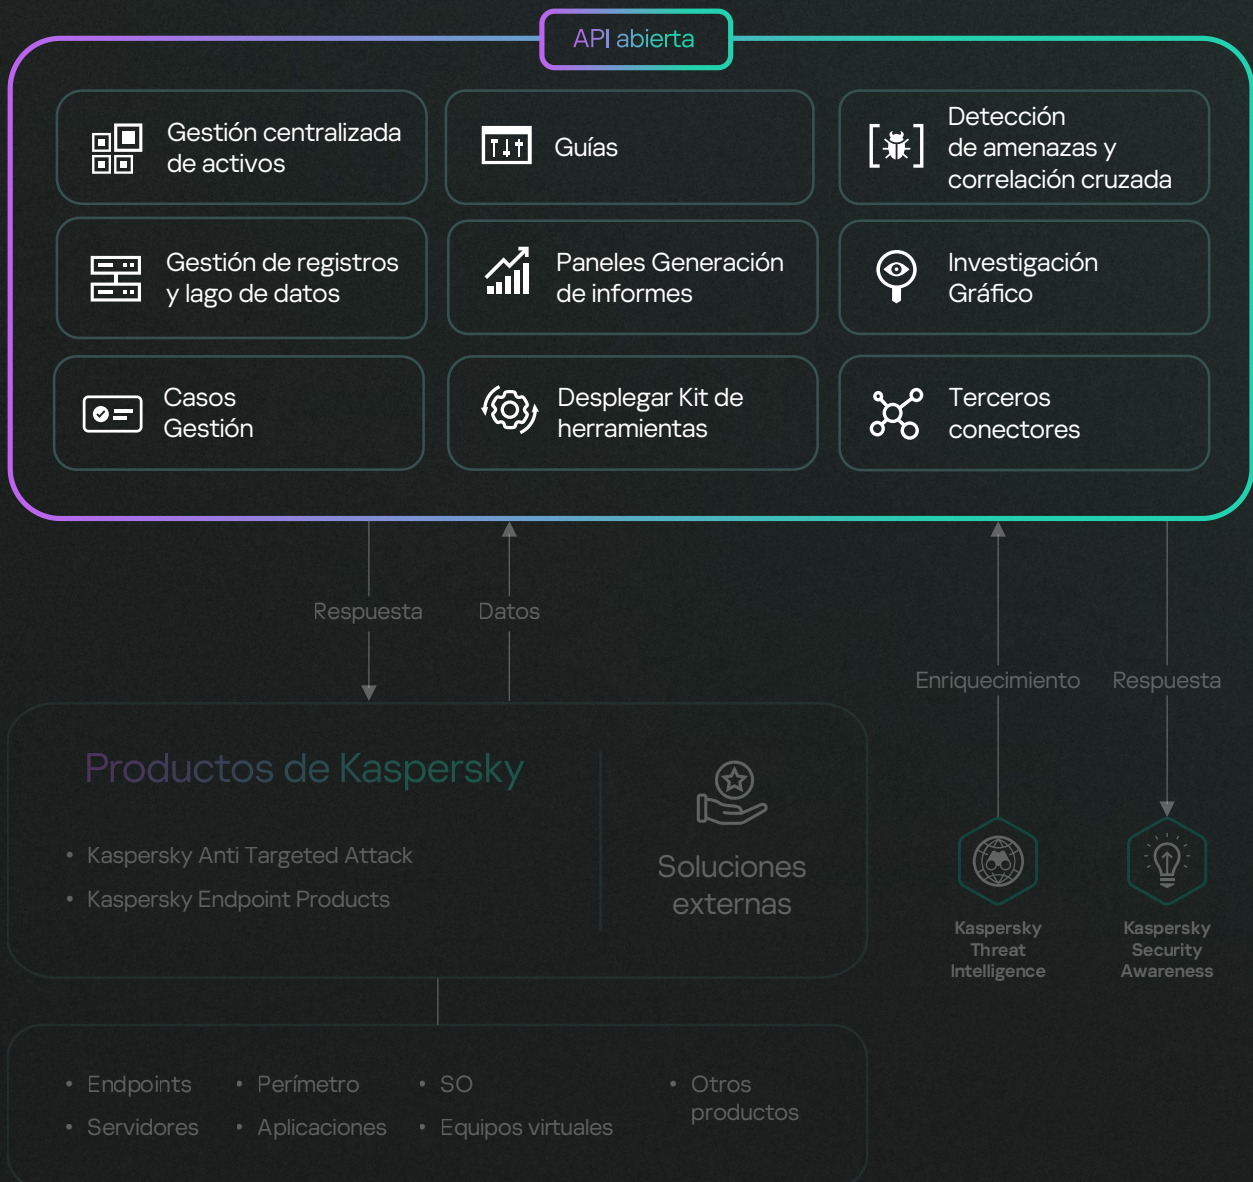 API abierta
Gestión centralizada
de activos
Guías
Detección
de amenazas y
correlación cruzada
Gestión de registros
y lago de datos
Paneles Generación
de informes
Investigación
Gráfico
Casos
Gestión
Desplegar Kit de
herramientas
Terceros
conectores
Respuesta
Datos
Enriquecimiento
Respuesta
Productos de Kaspersky
• Kaspersky Anti Targeted Attack
• Kaspersky Endpoint Products
Soluciones
externas
Kaspersky
Threat
Intelligence
Kaspersky
Security
Awareness
• Endpoints
• Servidores
• Perímetro
• Aplicaciones
• SO
• Equipos virtuales
• Otros
productos